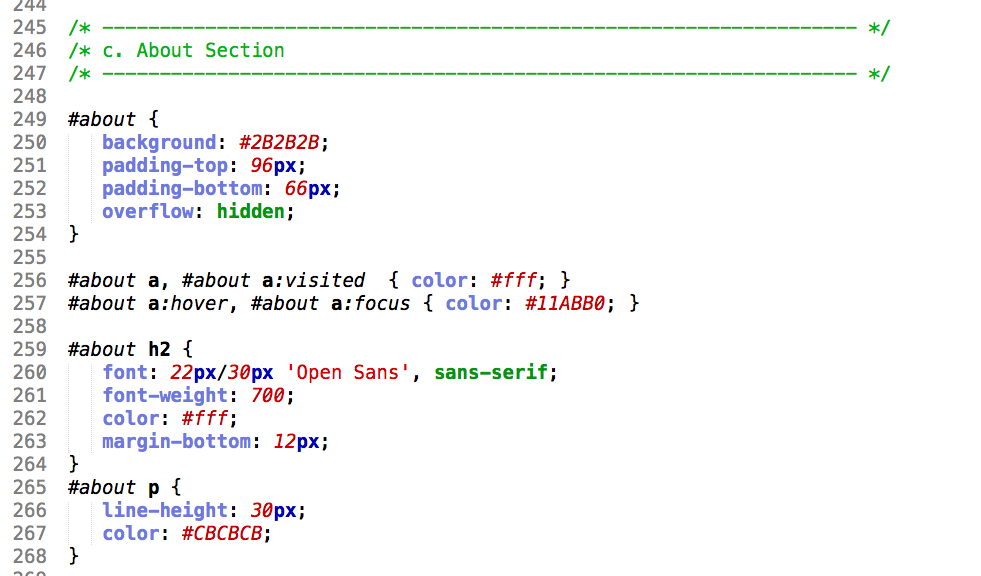 244
245 /* ------------------------------------------------------------------ */
246 /* c. About Section
247 /* ------------------------------------------------------------------ */
248
249 #about {
250    background: #2B2B2B;
251    padding-top: 96px;
252    padding-bottom: 66px;
253    overflow: hidden;
254 }
255
256 #about a, #about a:visited  { color: #fff; }
257 #about a:hover, #about a:focus { color: #11ABB0; }
258
259 #about h2 {
260    font: 22px/30px 'Open Sans', sans-serif;
261    font-weight: 700;
262    color: #fff;
263    margin-bottom: 12px;
264 }
265 #about p {
266    line-height: 30px;
267    color: #CBCBCB;
268 }
269